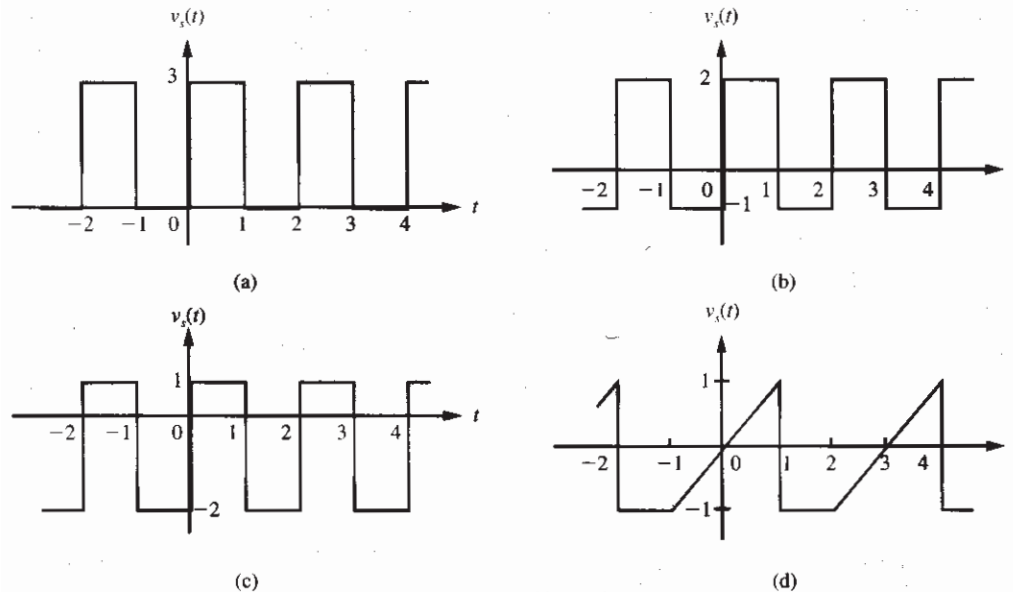 v_s(t)
3
−2 −1 0 1 2 3 4 t
(a)
v_s(t)
2
−2 −1 0 1 2 3 4
−1
(b)
v_s(t)
1
−2 −1 0 1 2 3 4 t
−2
(c)
v_s(t)
1
−2 −1 0 1 2 3 4
−1
(d)